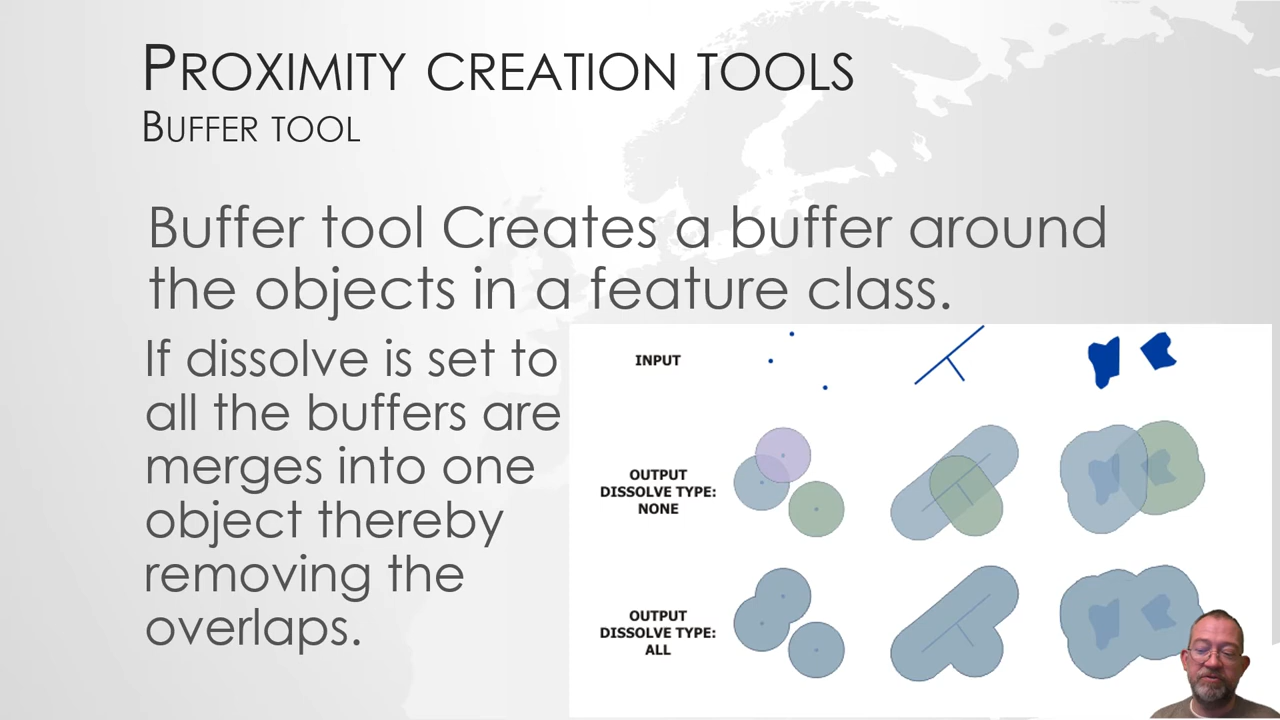 PROXIMITY CREATION TOOLS
BUFFER TOOL
Buffer tool Creates a buffer around
the objects in a feature class.
If dissolve is set to
all the buffers are
merges into one
object thereby
removing the
overlaps.
INPUT
OUTPUT
DISSOLVE TYPE:
NONE
OUTPUT
DISSOLVE TYPE:
ALL